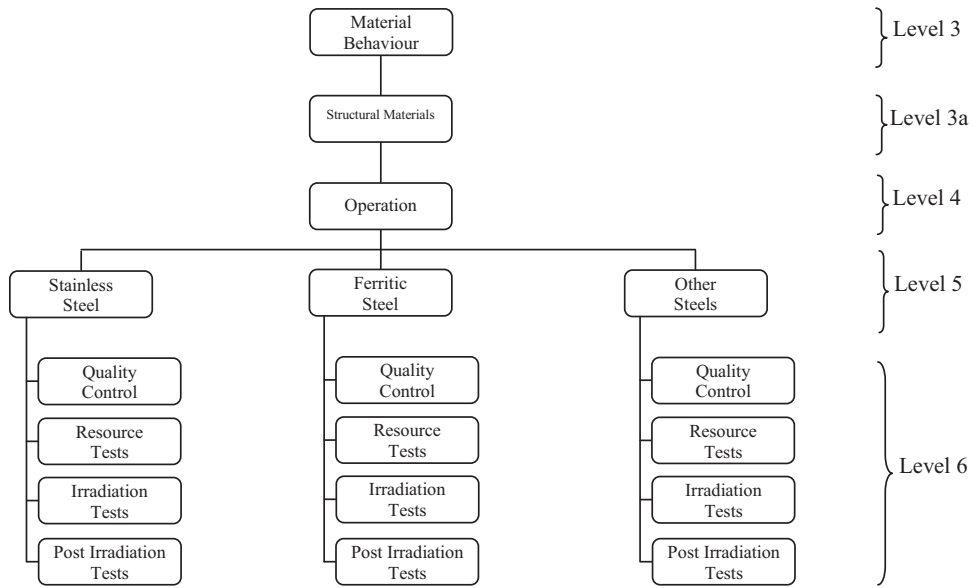 Material
Behaviour
Level 3
Structural Materials
Level 3a
Operation
Level 4
Stainless
Steel
Ferritic
Steel
Other
Steels
Level 5
Quality
Control
Resource
Tests
Irradiation
Tests
Post Irradiation
Tests
Quality
Control
Resource
Tests
Irradiation
Tests
Post Irradiation
Tests
Quality
Control
Resource
Tests
Irradiation
Tests
Post Irradiation
Tests
Level 6